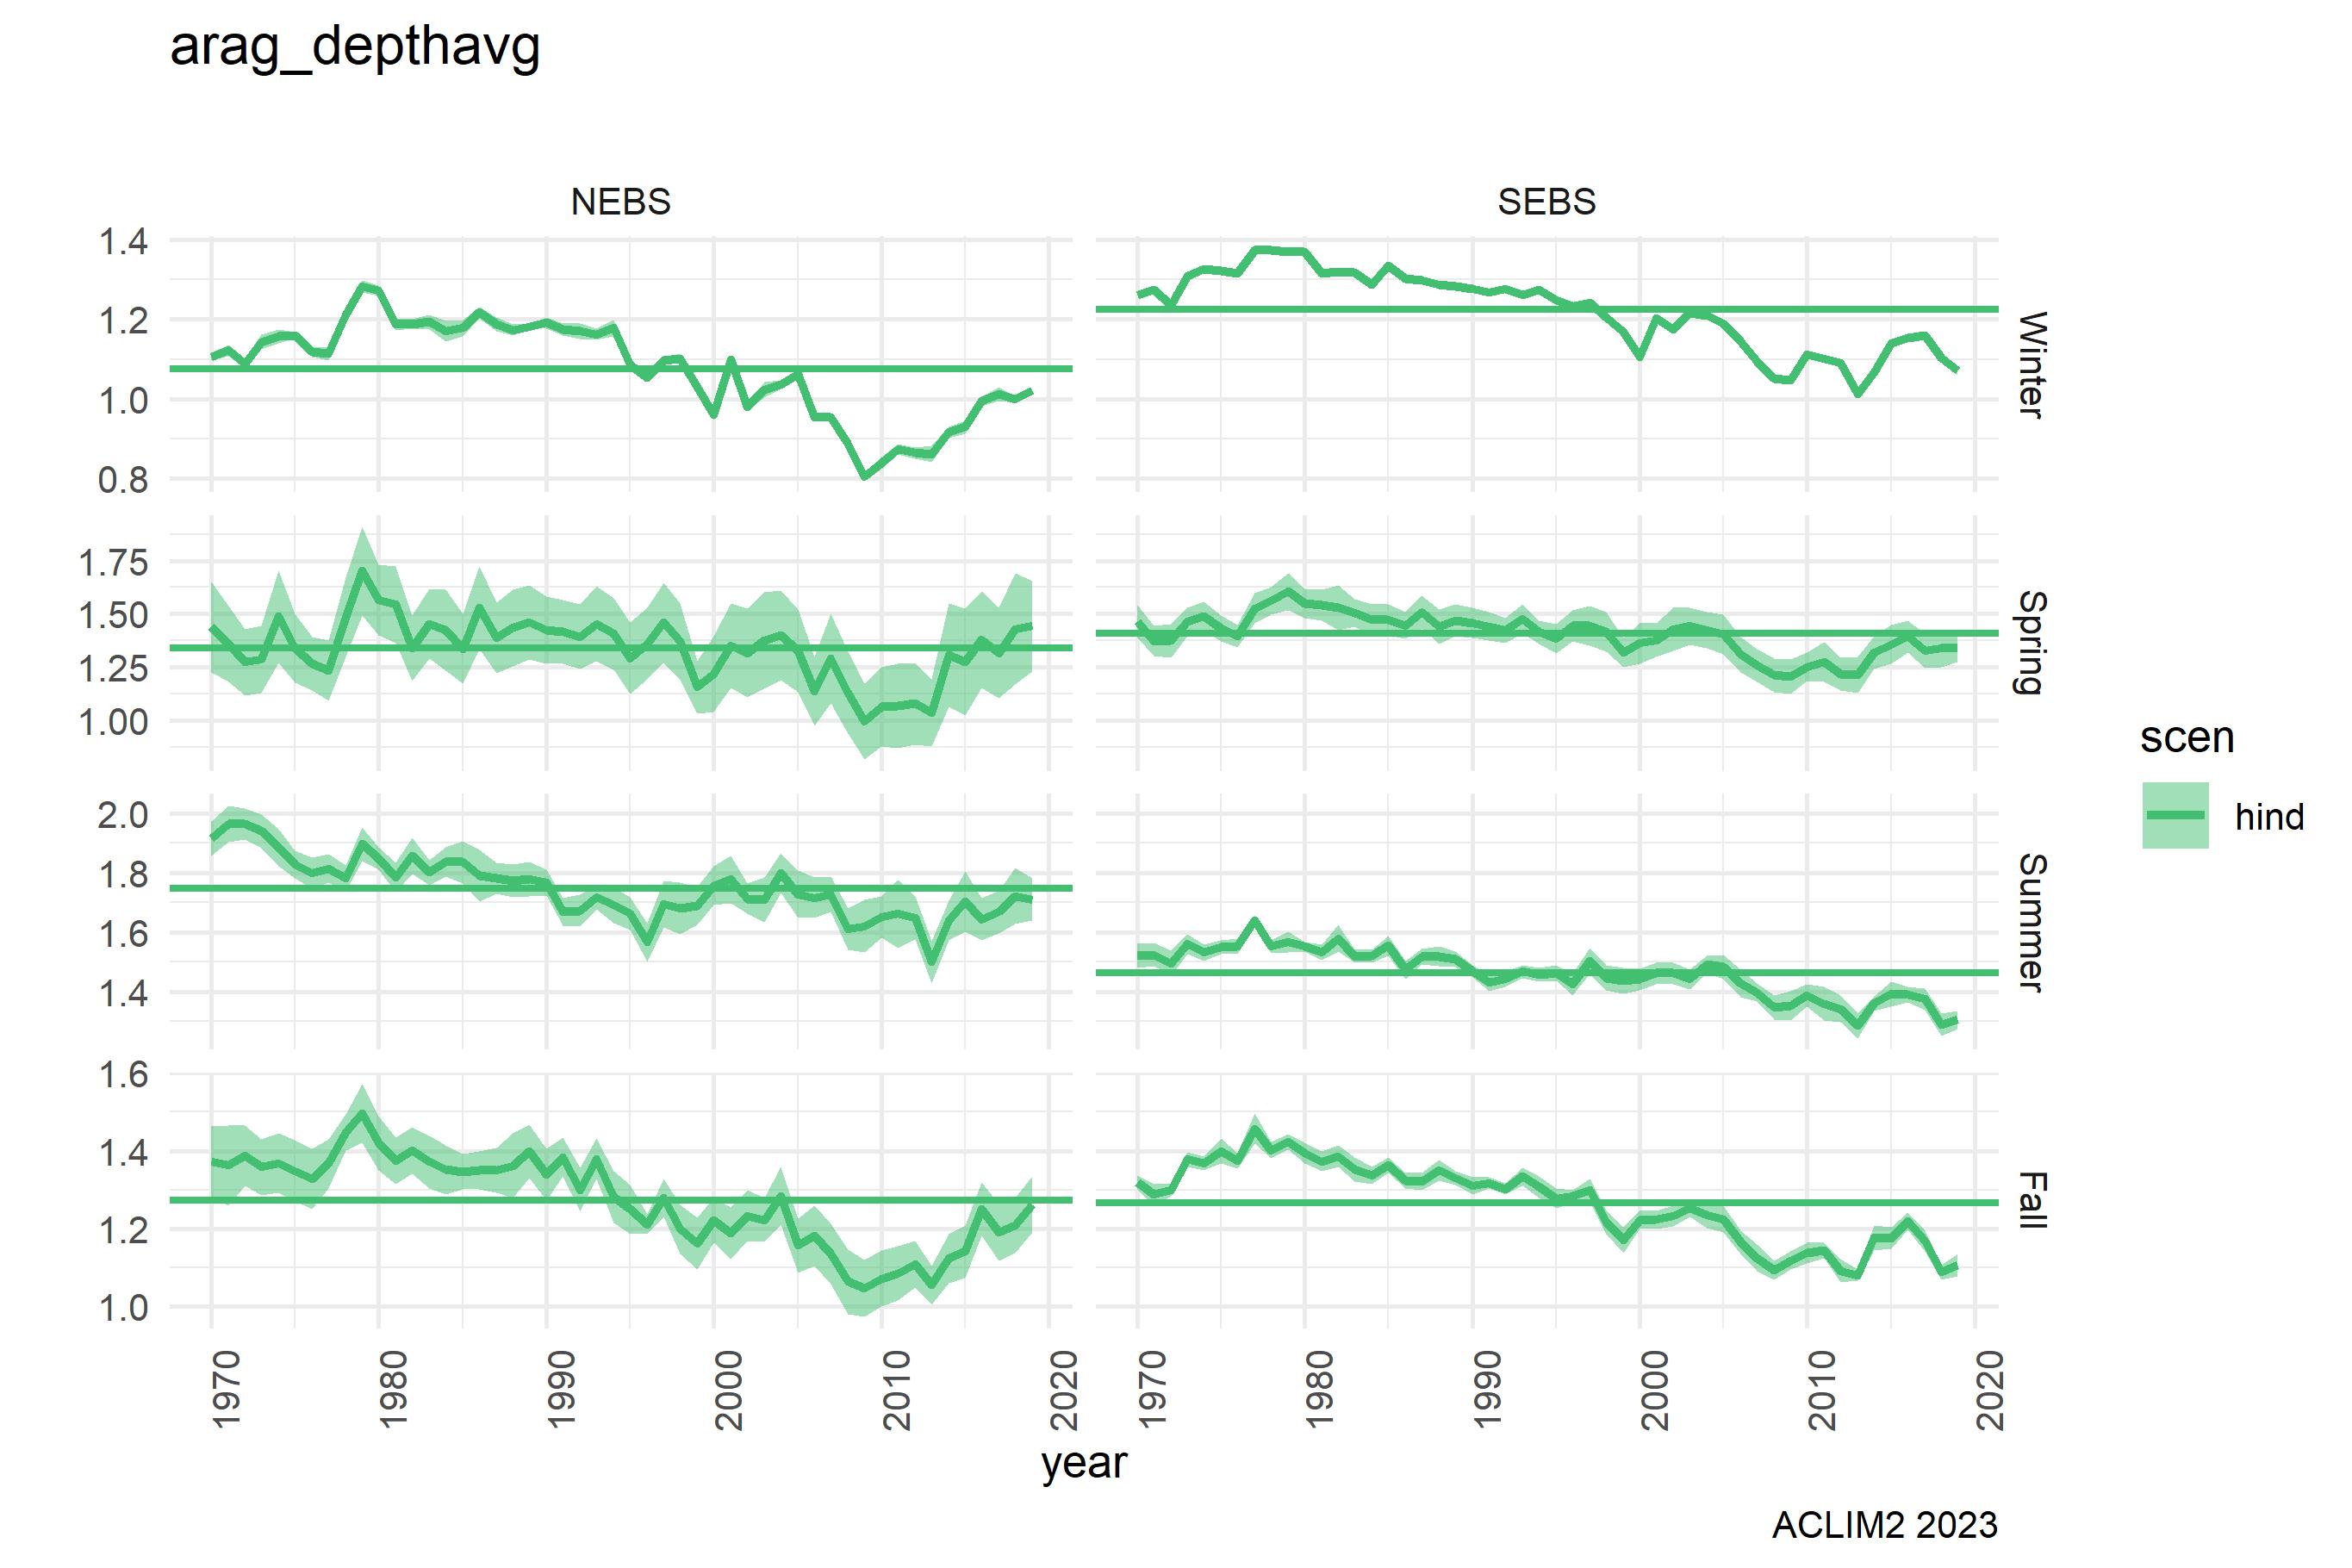 arag_depthavg
NEBS SEBS
1.4
1.2
1.0
0.8
Winter
1.75
1.50
1.25
1.00
Spring
2.0
1.8
1.6
1.4
Summer
1.6
1.4
1.2
1.0
Fall
1970 1980 1990 2000 2010 2020 1970 1980 1990 2000 2010 2020
year
scen
hind
ACLIM2 2023